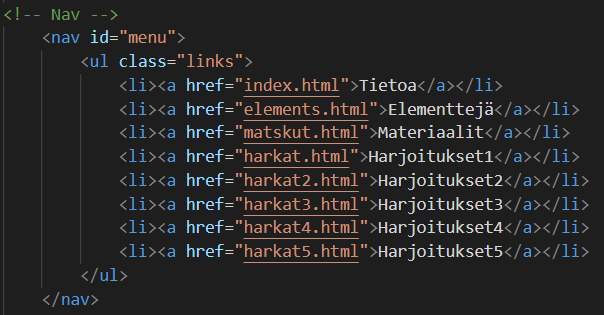 <!-- Nav -->
<nav id="menu">
<ul class="links">
<li><a href="index.html">Tietoa</a></li>
<li><a href="elements.html">Elementtejä</a></li>
<li><a href="matskut.html">Materiaalit</a></li>
<li><a href="harkat.html">Harjoitukset1</a></li>
<li><a href="harkat2.html">Harjoitukset2</a></li>
<li><a href="harkat3.html">Harjoitukset3</a></li>
<li><a href="harkat4.html">Harjoitukset4</a></li>
<li><a href="harkat5.html">Harjoitukset5</a></li>
</ul>
</nav>